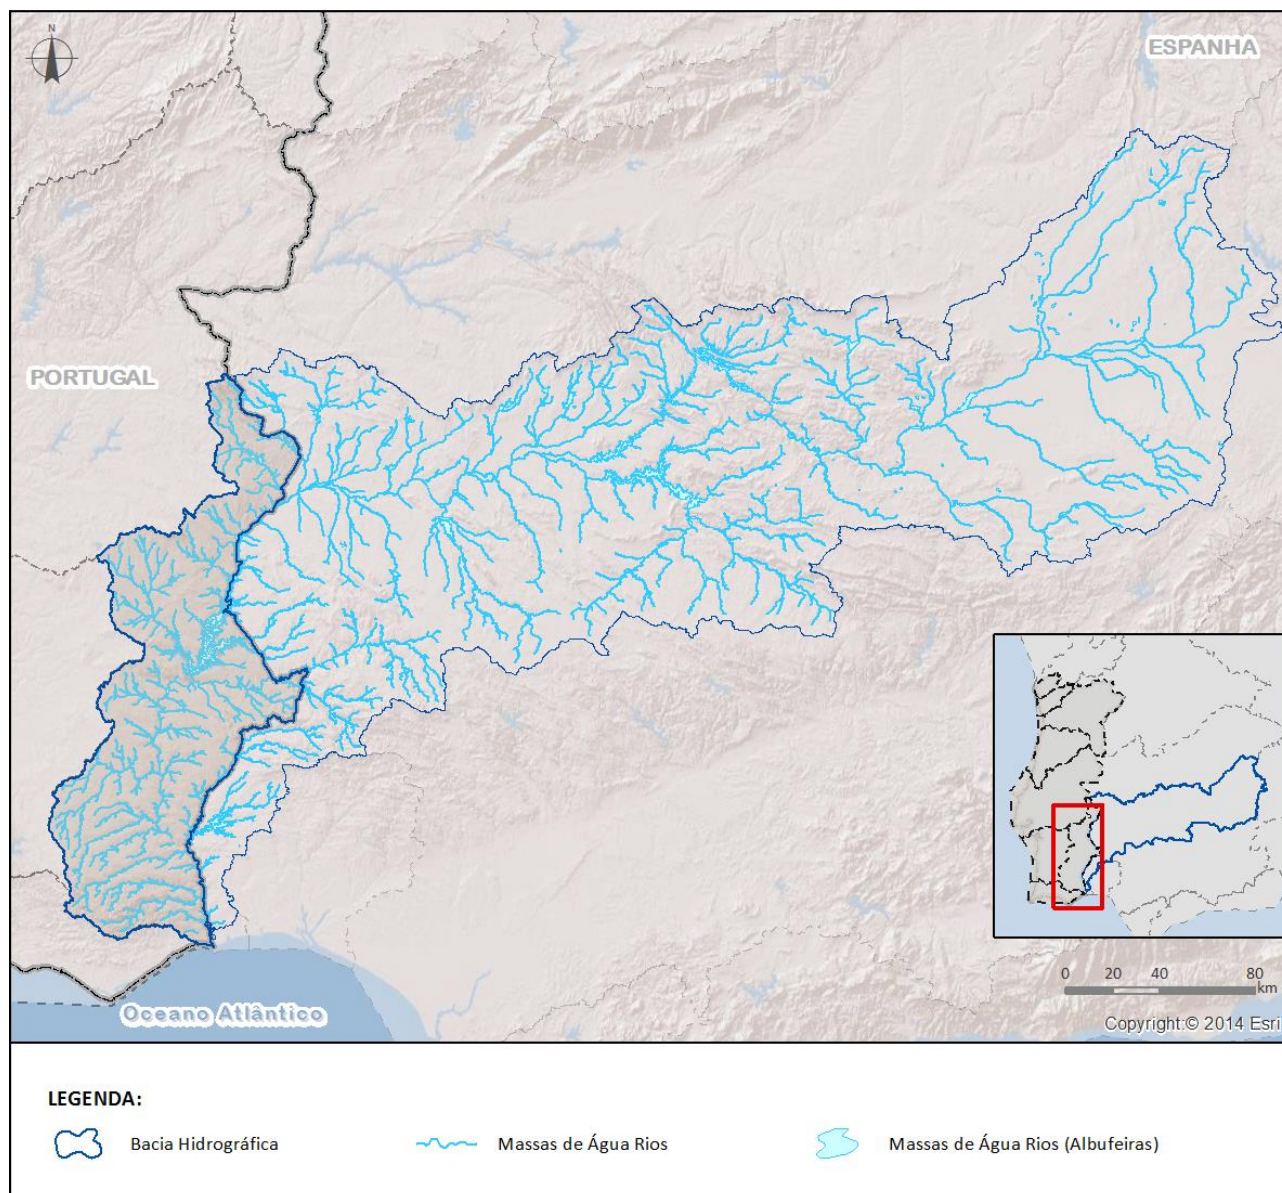 N
ESPANHA
PORTUGAL
Oceano Atlântico
0 20 40 80
km
Copyright:© 2014 Esri
LEGENDA:
Bacia Hidrográfica
Massas de Água Rios
Massas de Água Rios (Albufeiras)